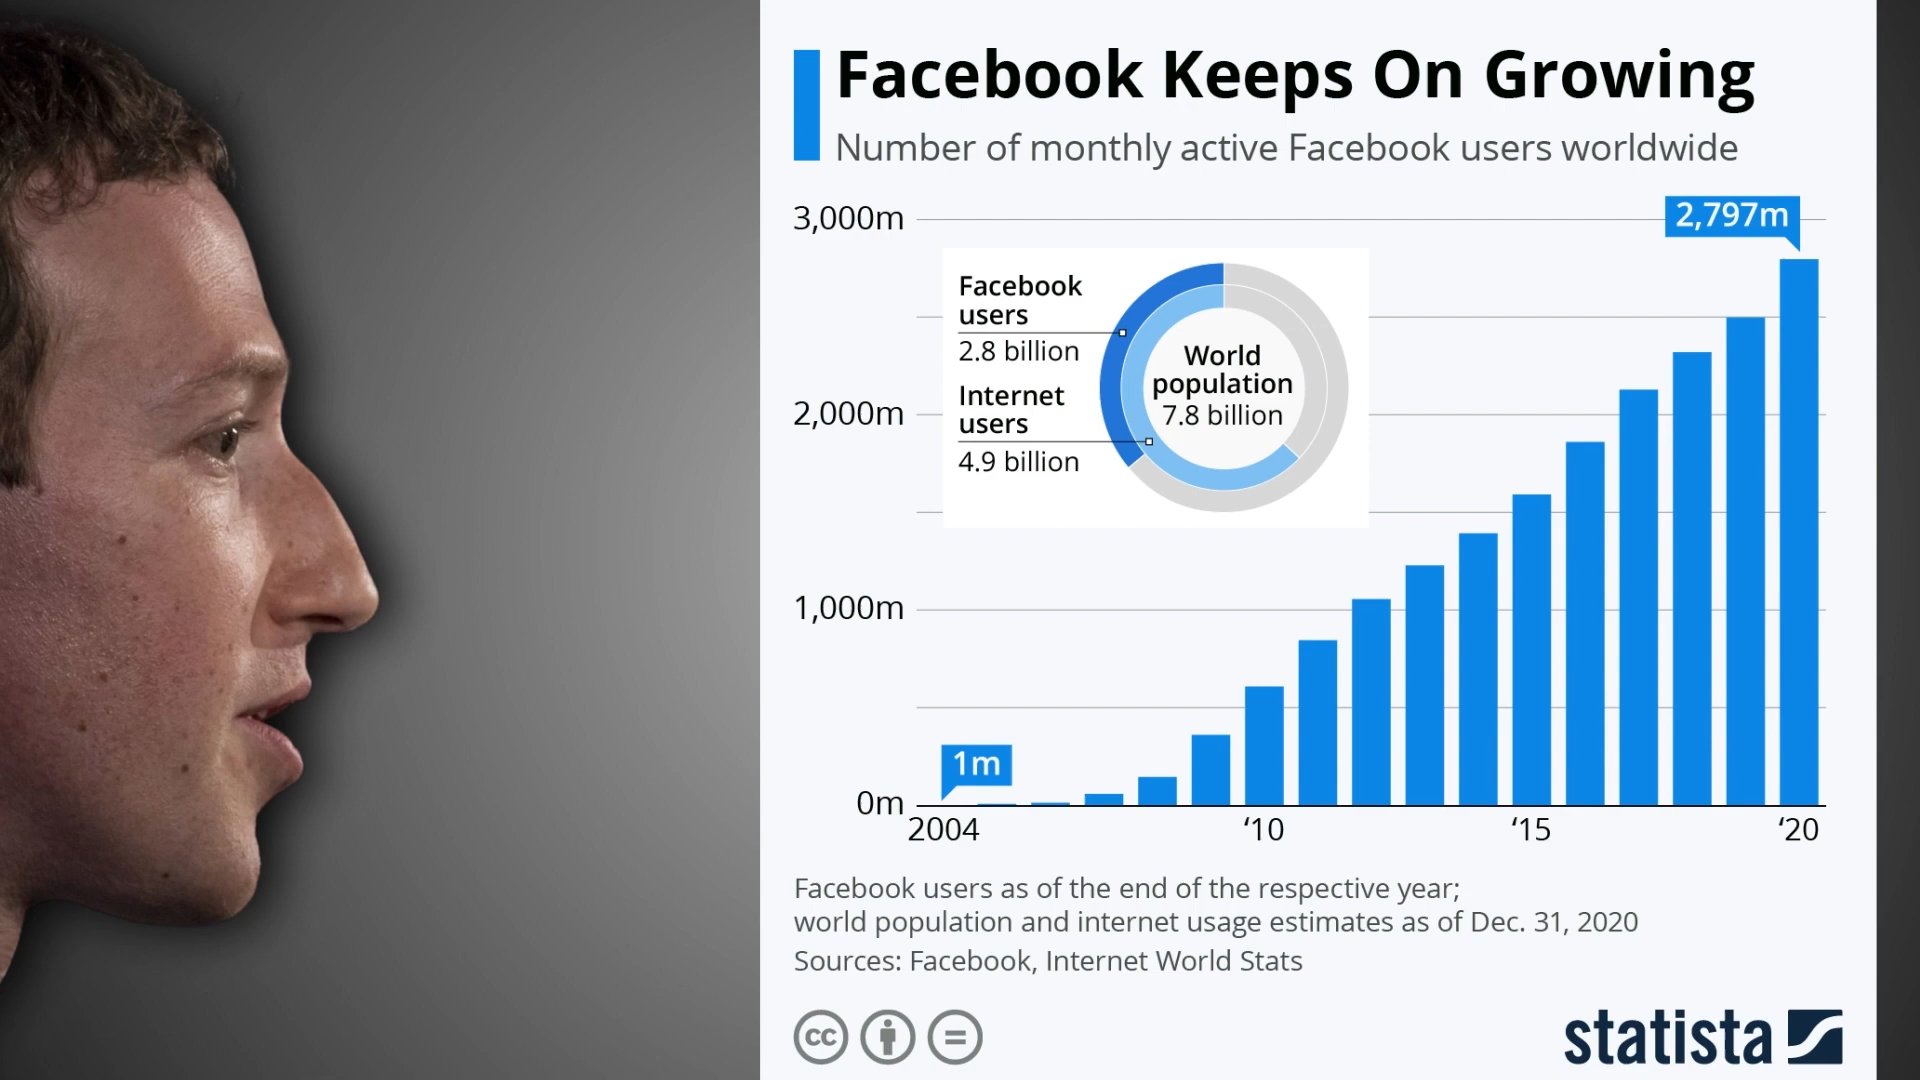 Facebook Keeps On Growing
Number of monthly active Facebook users worldwide
3,000m
2,797m
Facebook
users
2.8 billion
Internet
users
4.9 billion
World
population
7.8 billion
2,000m
1,000m
1m
0m
2004
‘10
‘15
‘20
Facebook users as of the end of the respective year;
world population and internet usage estimates as of Dec. 31, 2020
Sources: Facebook, Internet World Stats
cc
=
statista